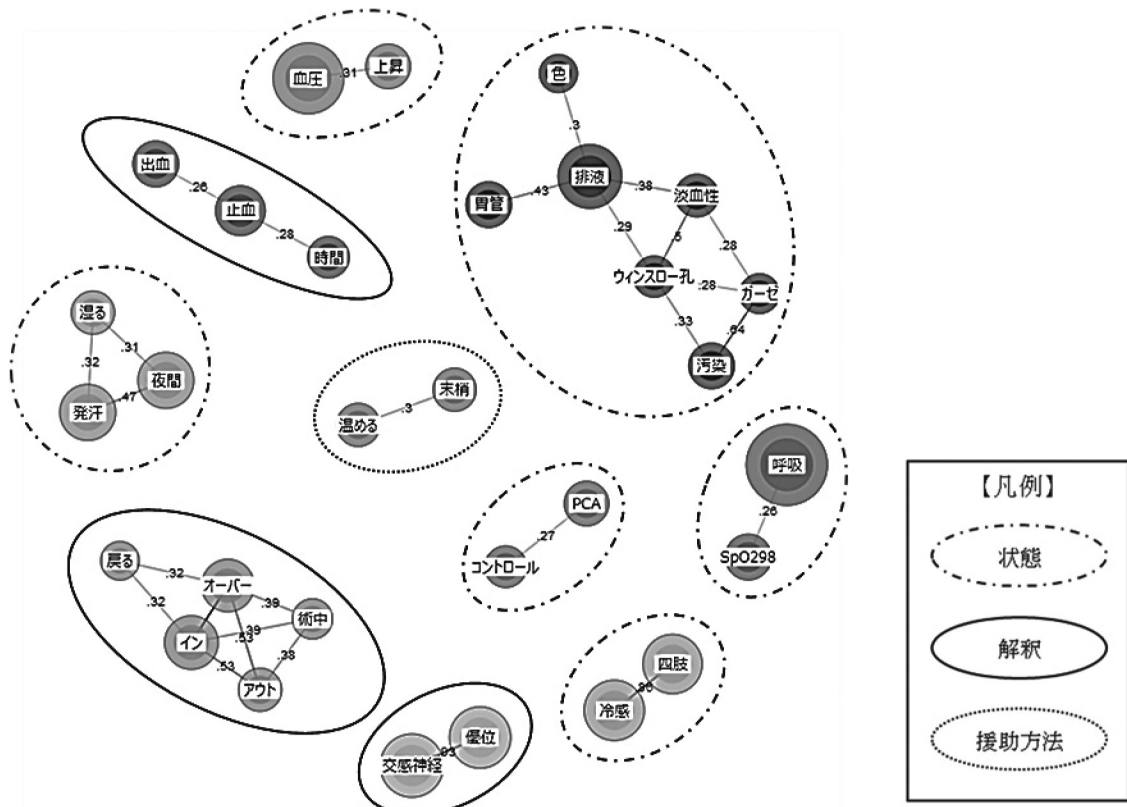 血圧
.31
上昇
色
.3
排液
.43
胃管
.38
淡血性
.29
.5
.28
ウィンスロー孔
.28
ガーゼ
.33
.64
汚染
出血
.26
止血
.28
時間
湿る
.31
.32
夜間
.47
発汗
末梢
.3
温める
呼吸
.26
SpO298
PCA
.27
コントロール
戻る
.32
オーバー
.32
.39
術中
イン
.39
.53
.53
.38
アウト
四肢
冷感
優位
交感神経
【凡例】
状態
解釈
援助方法